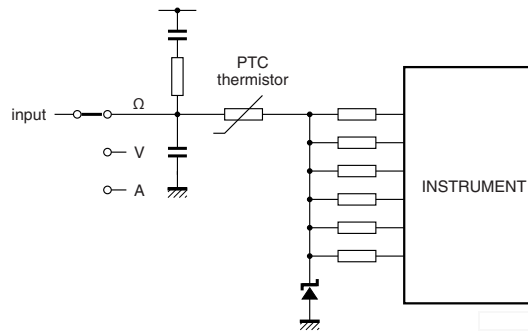 PTC
thermistor
input
Ω
V
A
INSTRUMENT